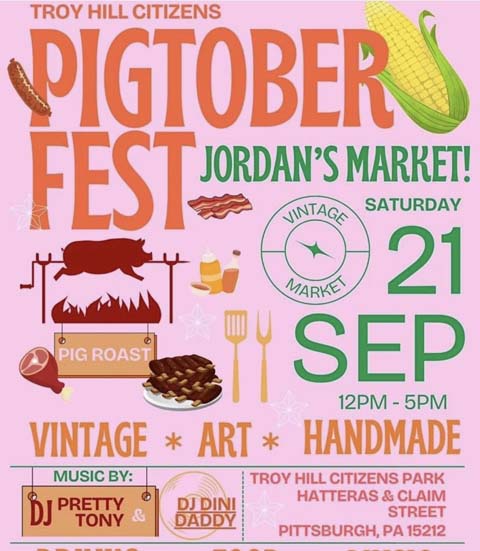 TROY HILL CITIZENS
PIGTOBER
FEST
JORDAN'S MARKET!
VINTAGE
MARKET
SATURDAY
21
SEP
12PM - 5PM
PIG ROAST
VINTAGE * ART * HANDMADE
MUSIC BY:
DJ PRETTY
TONY
&
DJ DINI
DADDY
TROY HILL CITIZENS PARK
HATTERAS & CLAIM
STREET
PITTSBURGH, PA 15212